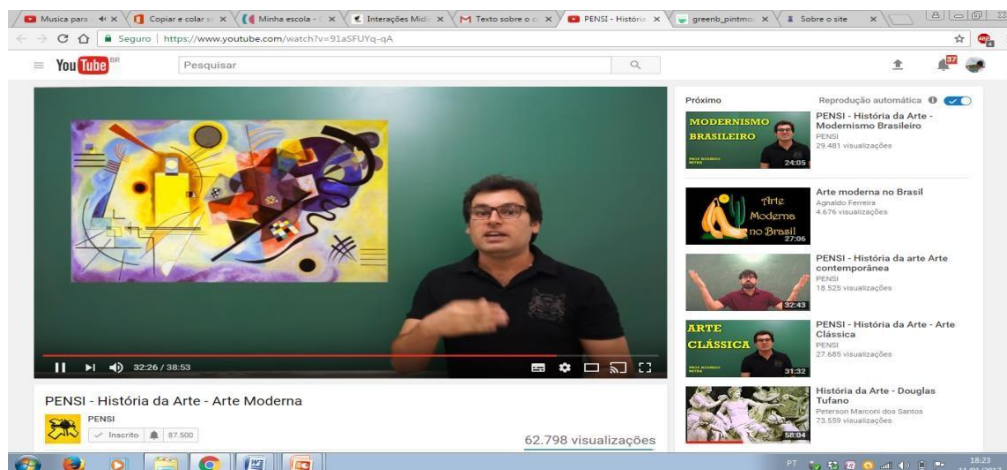 Musica para
Copiar e colar s
Minha escola -
Interações Mídi
Texto sobre o c
PENSI - História
greenb_pintmo
Sobre o site
Seguro | https://www.youtube.com/watch?v=91aSFUYq-qA
YouTube BR
Pesquisar
37
32:26 / 38:53
PENSI - História da Arte - Arte Moderna
PENSI
Inscrito 87.500
62.798 visualizações
Próximo
Reprodução automática
MODERNISMO
BRASILEIRO
24:05
PENSI - História da Arte -
Modernismo Brasileiro
PENSI
29.481 visualizações
Arte
Moderna
no Brasil
27:06
Arte moderna no Brasil
Agnaldo Ferreira
4.676 visualizações
32:43
PENSI - História da arte Arte
contemporânea
PENSI
18.525 visualizações
ARTE
CLÁSSICA
31:32
PENSI - História da Arte - Arte
Clássica
PENSI
27.685 visualizações
58:04
História da Arte - Douglas
Tufano
Peterson Marconi dos Santos
73.559 visualizações
PT
18:23